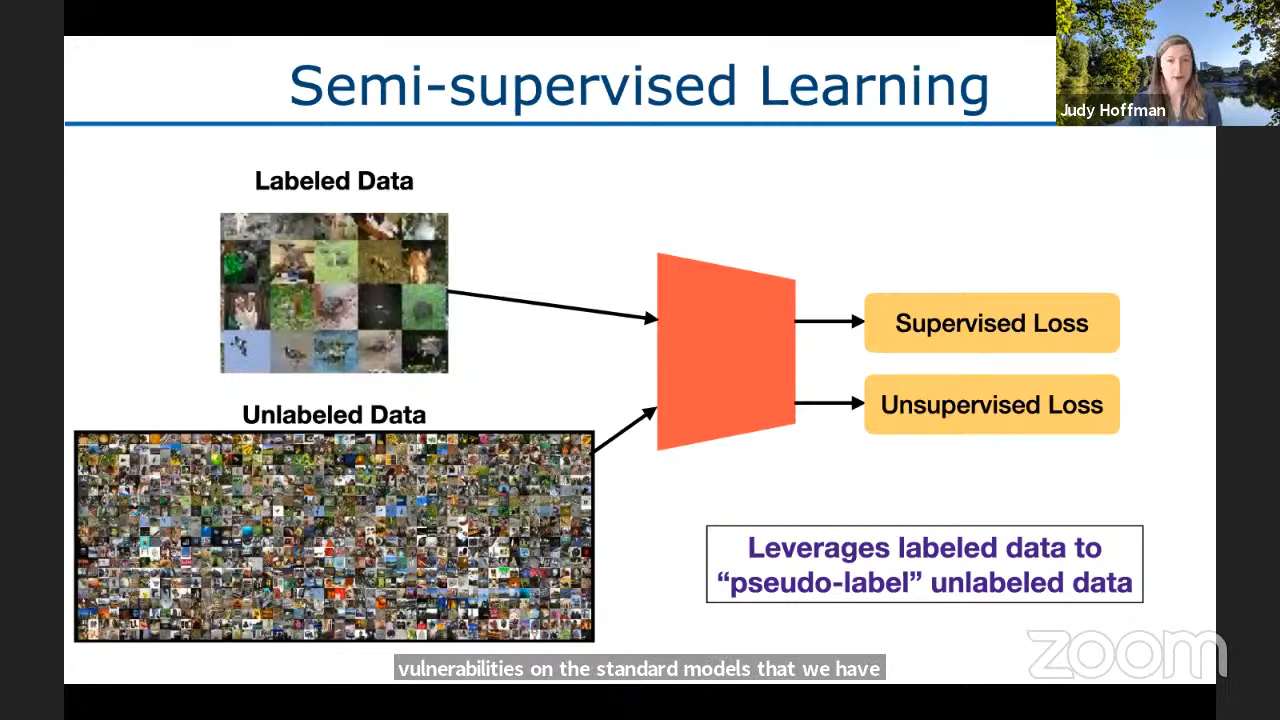 Semi-supervised Learning
Judy Hoffman
Labeled Data
Supervised Loss
Unlabeled Data
Unsupervised Loss
Leverages labeled data to
“pseudo-label” unlabeled data
zoom
vulnerabilities on the standard models that we have